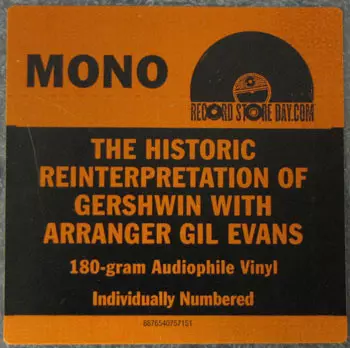 MONO
RECORD STORE DAY.COM
THE HISTORIC
REINTERPRETATION OF
GERSHWIN WITH
ARRANGER GIL EVANS
180-gram Audiophile Vinyl
Individually Numbered
8876540757151